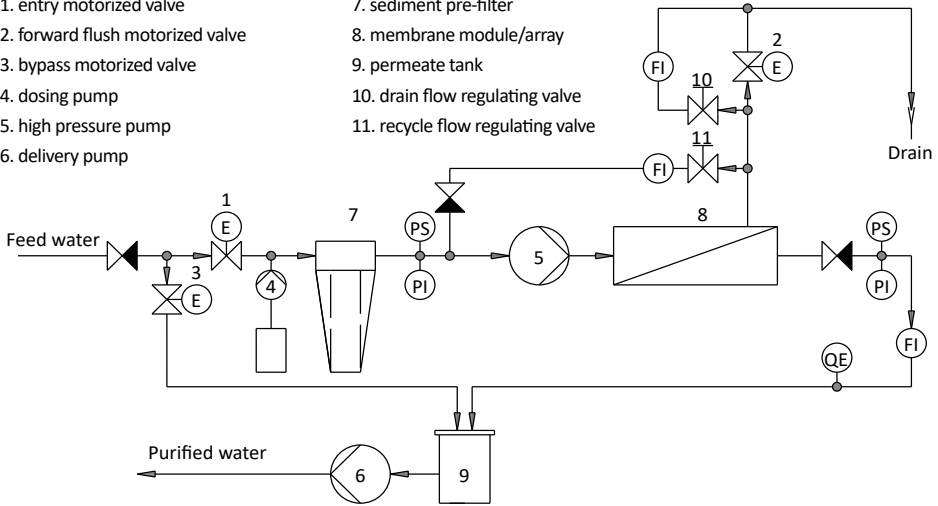 1. entry motorized valve
2. forward flush motorized valve
3. bypass motorized valve
4. dosing pump
5. high pressure pump
6. delivery pump
7. sediment pre-filter
8. membrane module/array
9. permeate tank
10. drain flow regulating valve
11. recycle flow regulating valve
2
FI
E
10
Drain
11
FI
1
7
8
Feed water
E
PS
PS
3
5
E
4
PI
PI
FI
QE
Purified water
6
9